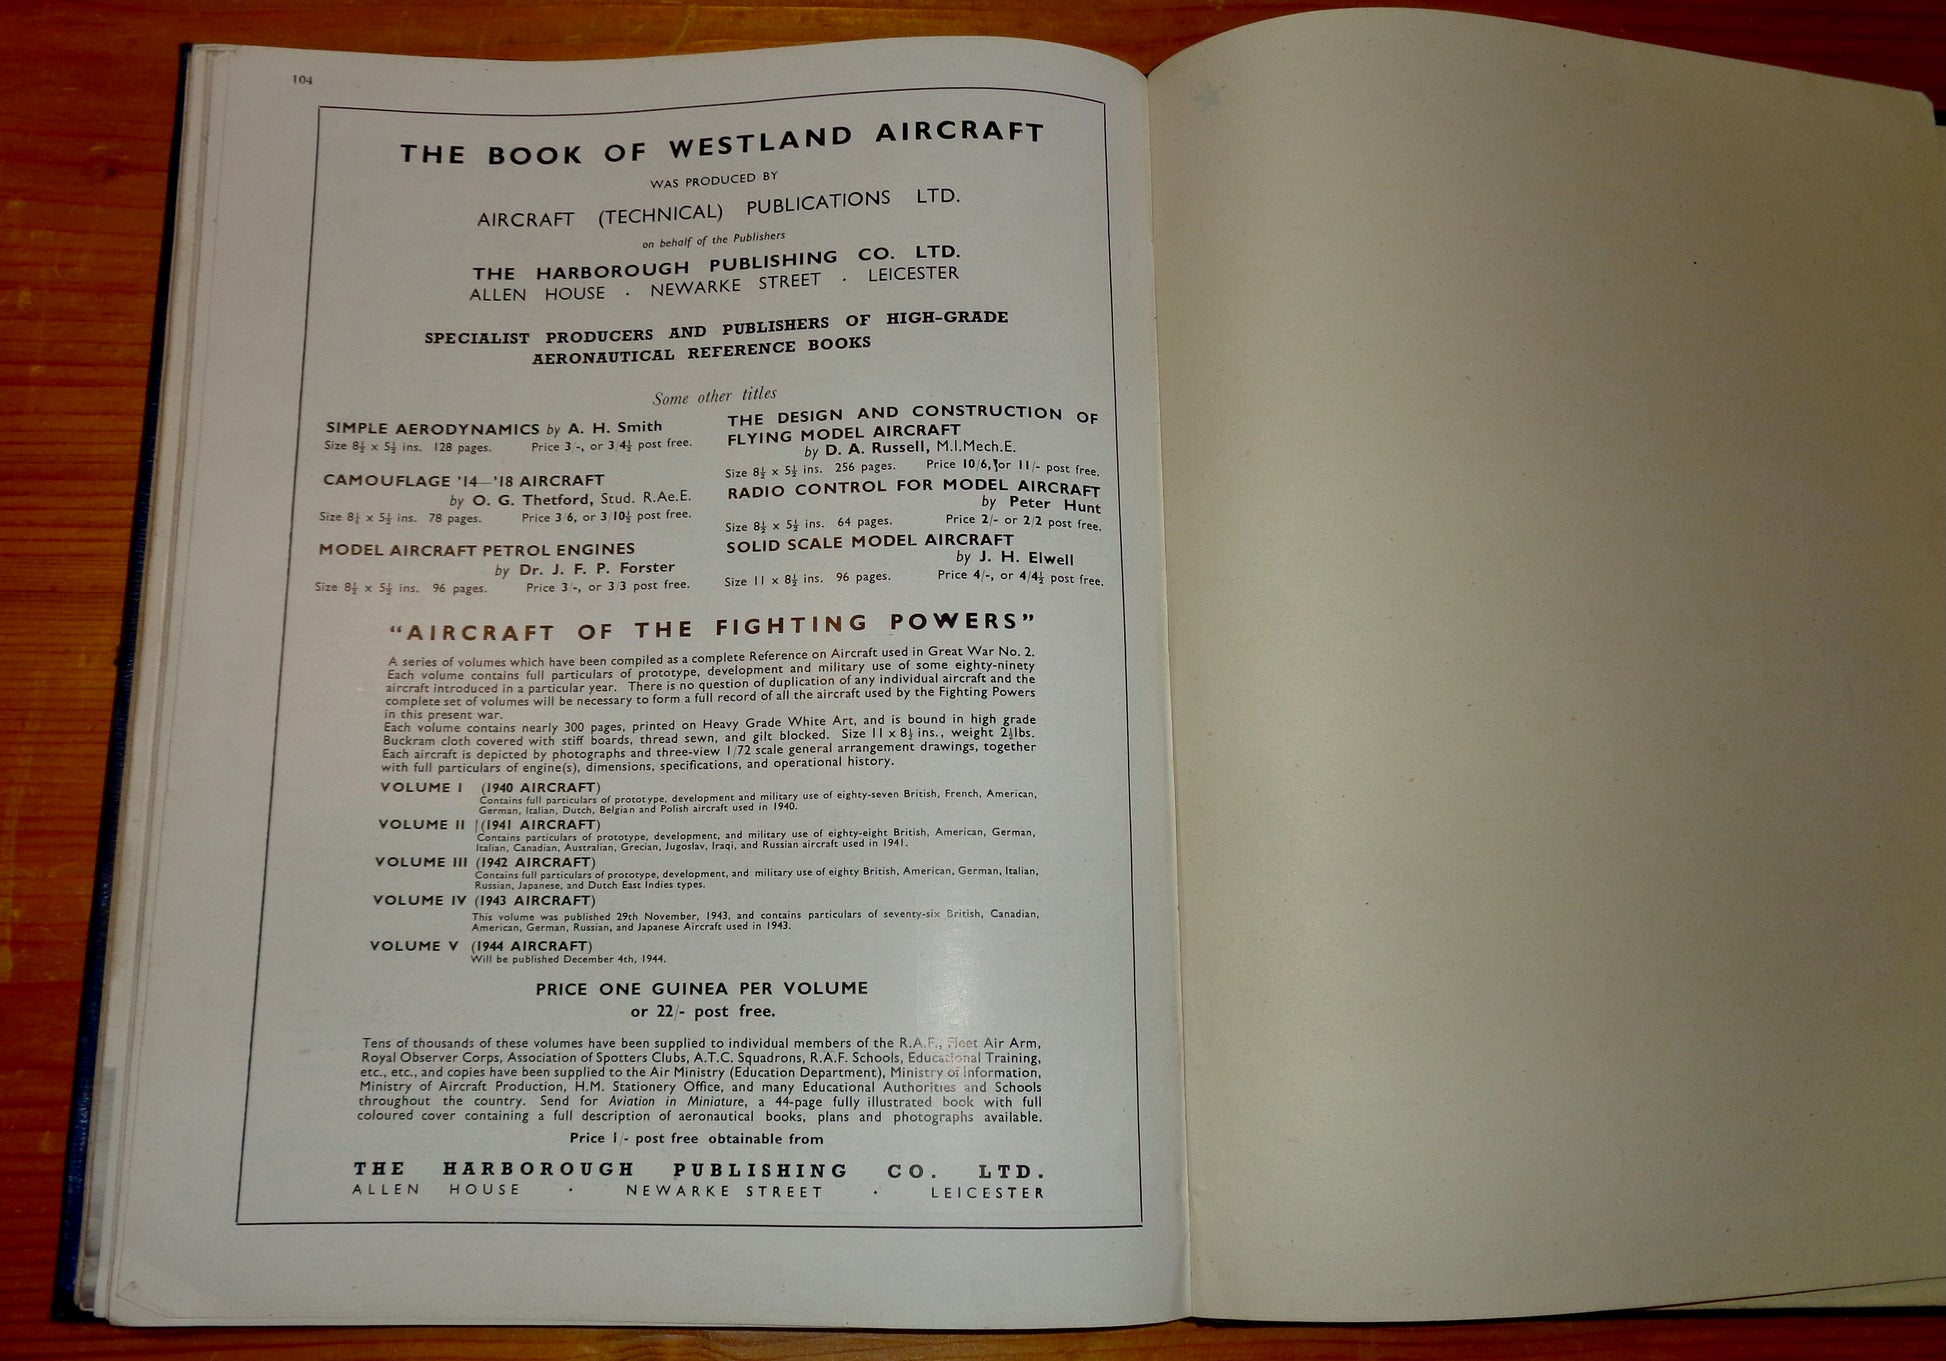 104
THE BOOK OF WESTLAND AIRCRAFT
WAS PRODUCED BY
AIRCRAFT (TECHNICAL) PUBLICATIONS LTD.
on behalf of the Publishers
THE HARBOROUGH PUBLISHING CO. LTD.
ALLEN HOUSE · NEWARKE STREET · LEICESTER
SPECIALIST PRODUCERS AND PUBLISHERS OF HIGH-GRADE
AERONAUTICAL REFERENCE BOOKS
Some other titles
SIMPLE AERODYNAMICS by A. H. Smith
Size 8½ x 5½ ins. 128 pages. Price 3/-, or 3/4½ post free.
CAMOUFLAGE '14—'18 AIRCRAFT
by O. G. Thetford, Stud. R.Ae.E.
Size 8½ x 5½ ins. 78 pages. Price 3/6, or 3/10½ post free.
MODEL AIRCRAFT PETROL ENGINES
by Dr. J. F. P. Forster
Size 8½ x 5½ ins. 96 pages. Price 3/-, or 3/3 post free.
THE DESIGN AND CONSTRUCTION OF
FLYING MODEL AIRCRAFT
by D. A. Russell, M.I.Mech.E.
Size 8½ x 5½ ins. 256 pages. Price 10/6, or 11/- post free.
RADIO CONTROL FOR MODEL AIRCRAFT
by Peter Hunt
Size 8½ x 5½ ins. 64 pages. Price 2/- or 2/2 post free.
SOLID SCALE MODEL AIRCRAFT
by J. H. Elwell
Size 11 x 8½ ins. 96 pages. Price 4/-, or 4/4½ post free.
"AIRCRAFT OF THE FIGHTING POWERS"
A series of volumes which have been compiled as a complete Reference on Aircraft used in Great War No. 2.
Each volume contains full particulars of prototype, development and military use of some eighty-ninety
aircraft introduced in a particular year. There is no question of duplication of any individual aircraft and the
complete set of volumes will be necessary to form a full record of all the aircraft used by the Fighting Powers
in this present war.
Each volume contains nearly 300 pages, printed on Heavy Grade White Art, and is bound in high grade
Buckram cloth covered with stiff boards, thread sewn, and gilt blocked. Size 11 x 8½ ins., weight 2½lbs.
Each aircraft is depicted by photographs and three-view 1/72 scale general arrangement drawings, together
with full particulars of engine(s), dimensions, specifications, and operational history.
VOLUME I (1940 AIRCRAFT)
Contains full particulars of prototype, development and military use of eighty-seven British, French, American,
German, Italian, Dutch, Belgian and Polish aircraft used in 1940.
VOLUME II (1941 AIRCRAFT)
Contains particulars of prototype, development, and military use of eighty-eight British, American, German,
Italian, Canadian, Australian, Grecian, Jugoslav, Iraqi, and Russian aircraft used in 1941.
VOLUME III (1942 AIRCRAFT)
Contains full particulars of prototype, development, and military use of eighty British, American, German, Italian,
Russian, Japanese, and Dutch East Indies types.
VOLUME IV (1943 AIRCRAFT)
This volume was published 29th November, 1943, and contains particulars of seventy-six British, Canadian,
American, German, Russian, and Japanese Aircraft used in 1943.
VOLUME V (1944 AIRCRAFT)
Will be published December 4th, 1944.
PRICE ONE GUINEA PER VOLUME
or 22/- post free.
Tens of thousands of these volumes have been supplied to individual members of the R.A.F., Fleet Air Arm,
Royal Observer Corps, Association of Spotters Clubs, A.T.C. Squadrons, R.A.F. Schools, Educational Training,
etc., etc., and copies have been supplied to the Air Ministry (Education Department), Ministry of Information,
Ministry of Aircraft Production, H.M. Stationery Office, and many Educational Authorities and Schools
throughout the country. Send for Aviation in Miniature, a 44-page fully illustrated book with full
coloured cover containing a full description of aeronautical books, plans and photographs available.
Price 1/- post free obtainable from
THE HARBOROUGH PUBLISHING CO. LTD.
ALLEN HOUSE · NEWARKE STREET · LEICESTER